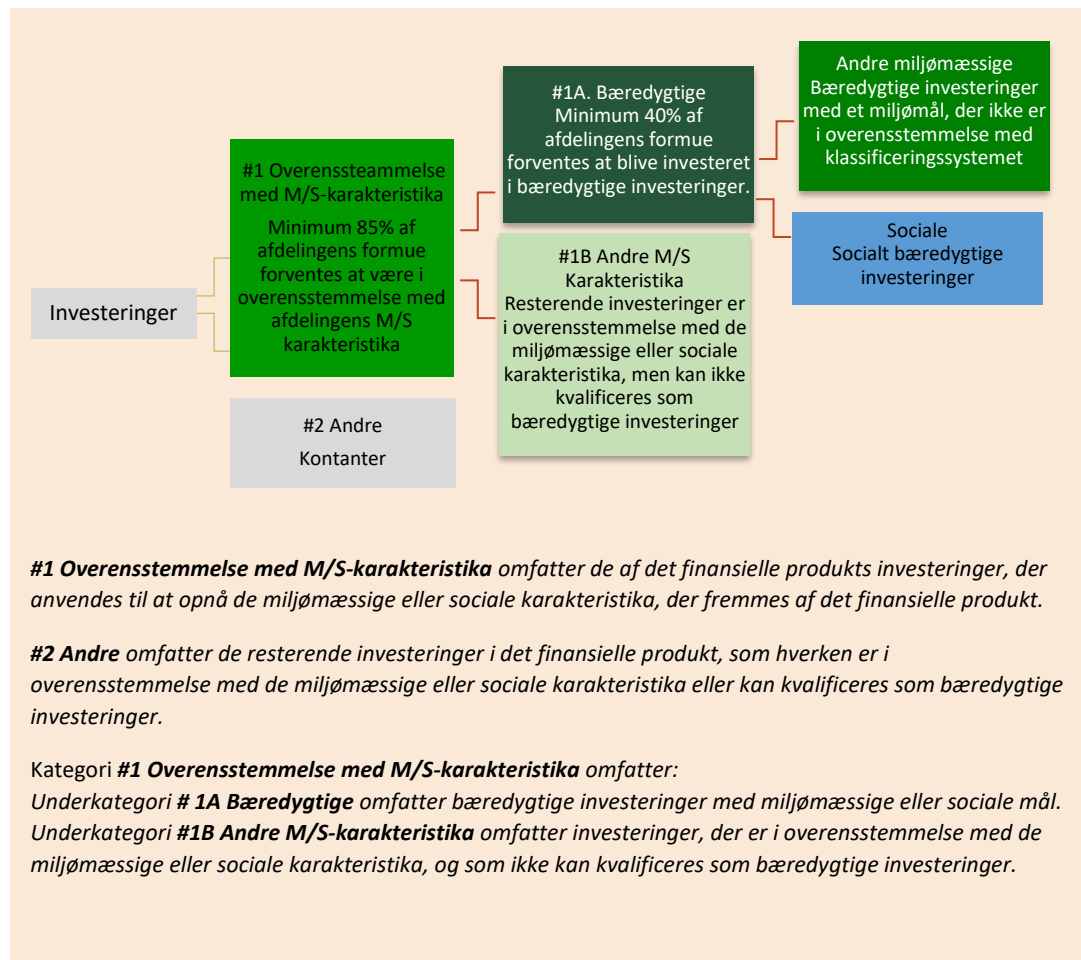 Investeringer
#1 Overenssteammelse
med M/S-karakteristika
Minimum 85% af
afdelingens formue
forventes at være i
overensstemmelse med
afdelingens M/S
karakteristika
#2 Andre
Kontanter
#1A. Bæredygtige
Minimum 40% af
afdelingens formue
forventes at blive investeret
i bæredygtige investeringer.
#1B Andre M/S
Karakteristika
Resterende investeringer er
i overensstemmelse med de
miljømæssige eller sociale
karakteristika, men kan ikke
kvalificeres som
bæredygtige investeringer
Andre miljømæssige
Bæredygtige investeringer
med et miljømål, der ikke er
i overensstemmelse med
klassificeringssystemet
Sociale
Socialt bæredygtige
investeringer
#1 Overensstemmelse med M/S-karakteristika omfatter de af det finansielle produkts investeringer, der
anvendes til at opnå de miljømæssige eller sociale karakteristika, der fremmes af det finansielle produkt.
#2 Andre omfatter de resterende investeringer i det finansielle produkt, som hverken er i
overensstemmelse med de miljømæssige eller sociale karakteristika eller kan kvalificeres som bæredygtige
investeringer.
Kategori #1 Overensstemmelse med M/S-karakteristika omfatter:
Underkategori # 1A Bæredygtige omfatter bæredygtige investeringer med miljømæssige eller sociale mål.
Underkategori #1B Andre M/S-karakteristika omfatter investeringer, der er i overensstemmelse med de
miljømæssige eller sociale karakteristika, og som ikke kan kvalificeres som bæredygtige investeringer.